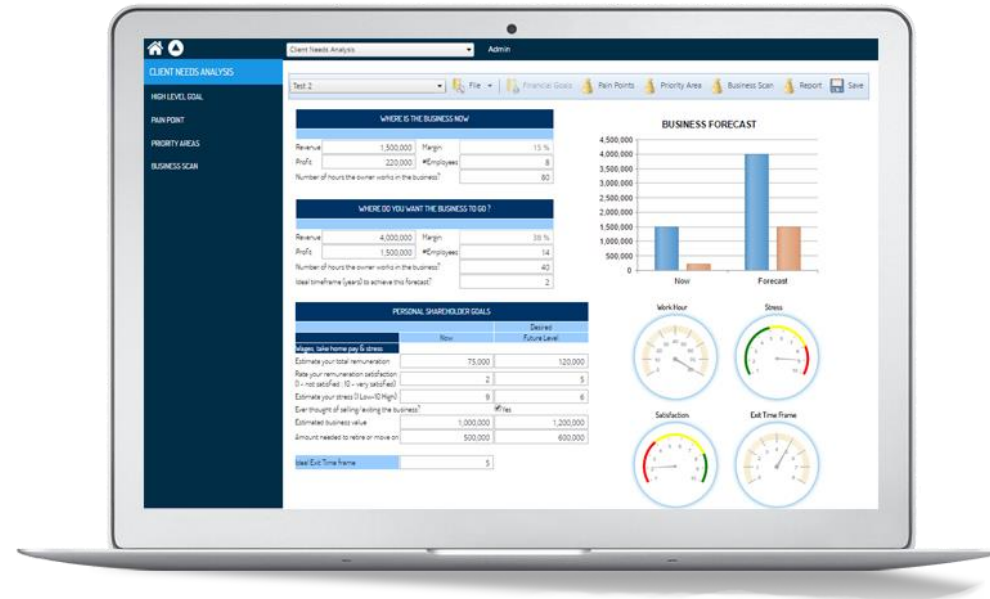 Client Needs Analysis Admin
CLIENT NEEDS ANALYSIS
HIGH LEVEL GOAL
PAIN POINT
PRIORITY AREAS
BUSINESS SCAN
Test 2 File Financial Goals Pain Points Priority Area Business Scan Report Save
WHERE IS THE BUSINESS NOW
Revenue 1,500,000 Margin 15 %
Profit 220,000 #Employees 8
Number of hours the owner works in the business? 80
WHERE DO YOU WANT THE BUSINESS TO GO ?
Revenue 4,000,000 Margin 38 %
Profit 1,500,000 #Employees 14
Number of hours the owner works in the business? 40
Ideal timeframe (years) to achieve this forecast? 2
PERSONAL SHAREHOLDER GOALS
Desired
Now Future Level
Wages, take home pay & stress
Estimate your total remuneration 75,000 120,000
Rate your remuneration satisfaction
(1 - not satisfied : 10 - very satisfied) 2 5
Estimate your stress (1 Low-10 High) 9 6
Ever thought of selling/exiting the business? Yes
Estimated business value 1,000,000 1,200,000
Amount needed to retire or move on 500,000 600,000
Ideal Exit Time frame 5
BUSINESS FORECAST
4,500,000
4,000,000
3,500,000
3,000,000
2,500,000
2,000,000
1,500,000
1,000,000
500,000
0
Now Forecast
Work Hour Stress
Satisfaction Exit Time Frame